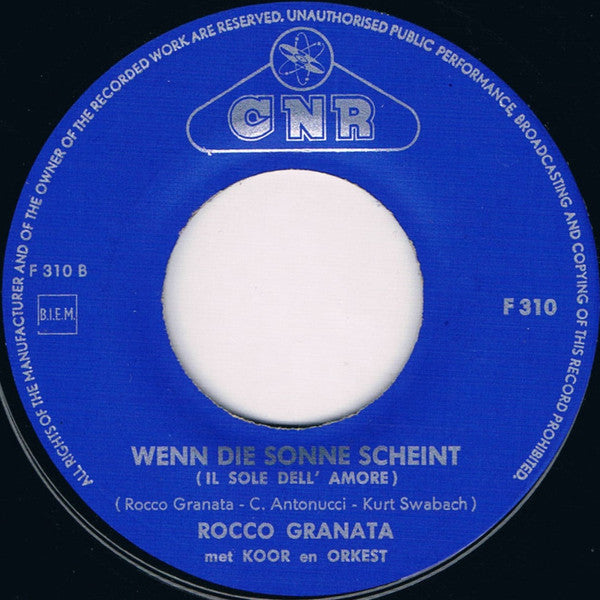 ALL RIGHTS OF THE MANUFACTURER AND OF THE OWNER OF THE RECORDED WORK ARE RESERVED. UNAUTHORISED PUBLIC PERFORMANCE, BROADCASTING AND COPYING OF THIS RECORD PROHIBITED.
CNR
F 310 B
B.I.E.M.
F 310
WENN DIE SONNE SCHEINT
( IL SOLE DELL' AMORE )
( Rocco Granata - C. Antonucci - Kurt Swabach )
ROCCO GRANATA
met KOOR en ORKEST